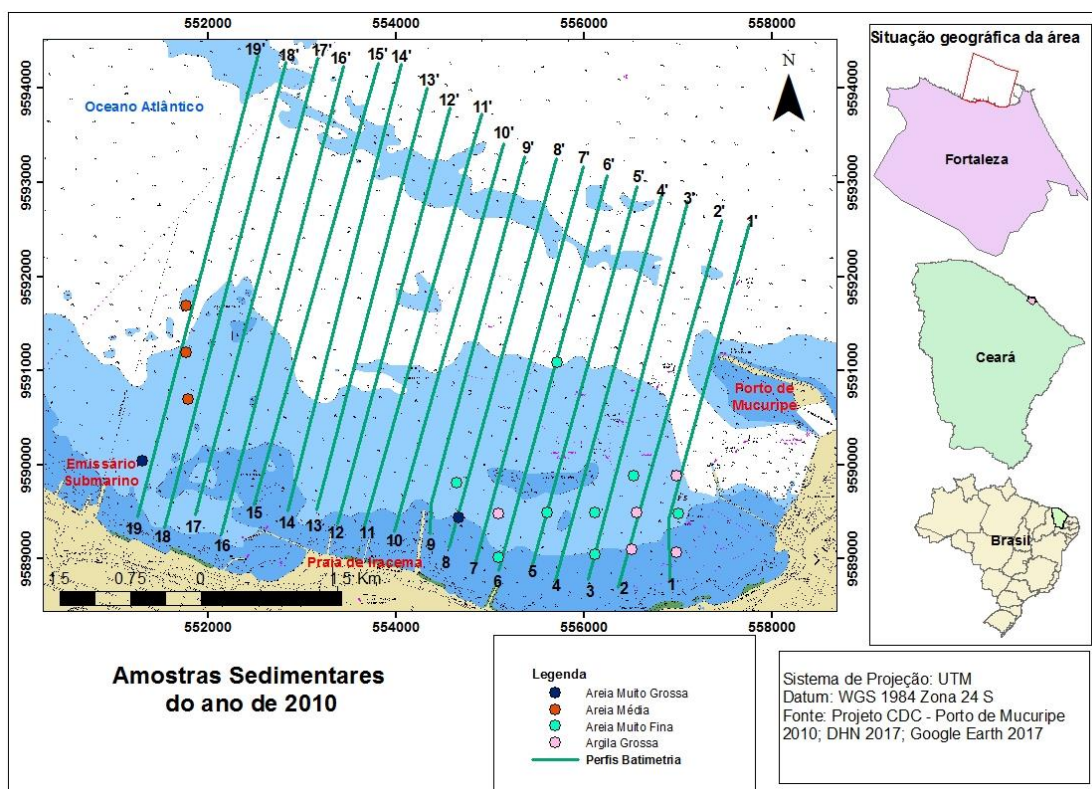 552000 554000 556000 558000
9594000
9593000
9592000
9591000
9590000
9589000
Oceano Atlântico
19' 18' 17' 16' 15' 14' 13' 12' 11' 10' 9' 8' 7' 6' 5' 4' 3' 2' 1'
N
Porto de
Mucuripe
Emissário
Submarino
19 18 17 16 15 14 13 12 11 10 9 8 7 6 5 4 3 2 1
Praia de Iracema
1.5 0.75 0 1.5 Km
552000 554000 556000 558000
Situação geográfica da área
Fortaleza
Ceará
Brasil
Amostras Sedimentares
do ano de 2010
Legenda
Areia Muito Grossa
Areia Média
Areia Muito Fina
Argila Grossa
Perfis Batimetria
Sistema de Projeção: UTM
Datum: WGS 1984 Zona 24 S
Fonte: Projeto CDC - Porto de Mucuripe
2010; DHN 2017; Google Earth 2017